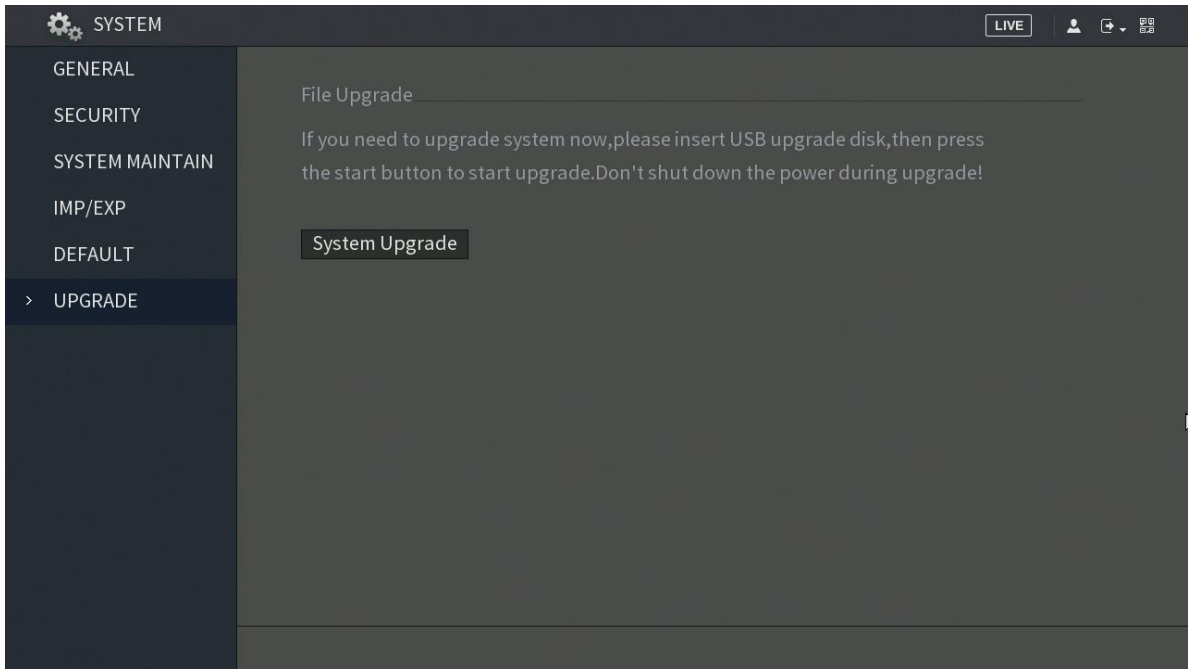 SYSTEM
LIVE
GENERAL
SECURITY
SYSTEM MAINTAIN
IMP/EXP
DEFAULT
> UPGRADE
File Upgrade
If you need to upgrade system now,please insert USB upgrade disk,then press
the start button to start upgrade.Don't shut down the power during upgrade!
System Upgrade